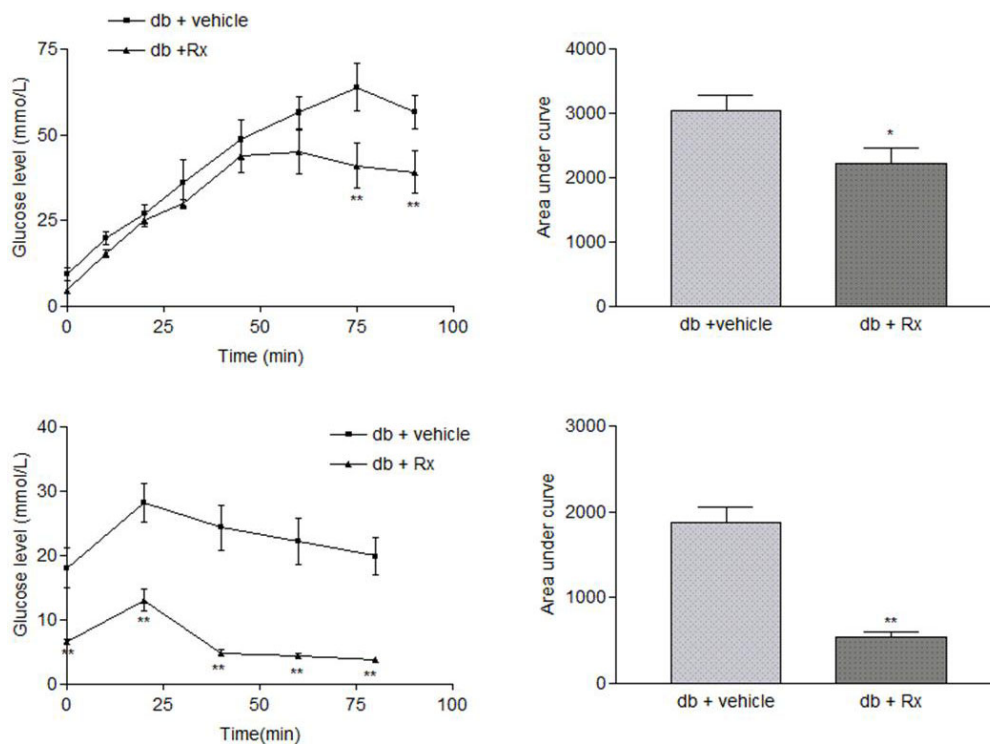 db + vehicle
db +Rx
Glucose level (mmo/L)
75
50
25
0
** **
0 25 50 75 100
Time (min)
Area under curve
4000
3000
2000
1000
0
*
db +vehicle db + Rx
Glucose level (mmol/L)
40
30
20
10
0
db + vehicle
db + Rx
** ** ** ** **
0 25 50 75 100
Time(min)
Area under curve
3000
2000
1000
0
**
db + vehicle db + Rx